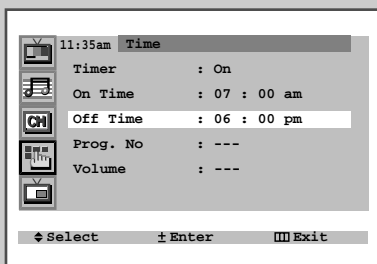 11:35am Time
Timer : On
On Time : 07 : 00 am
CH Off Time : 06 : 00 pm
Prog. No : ---
Volume : ---
Select ± Enter Exit